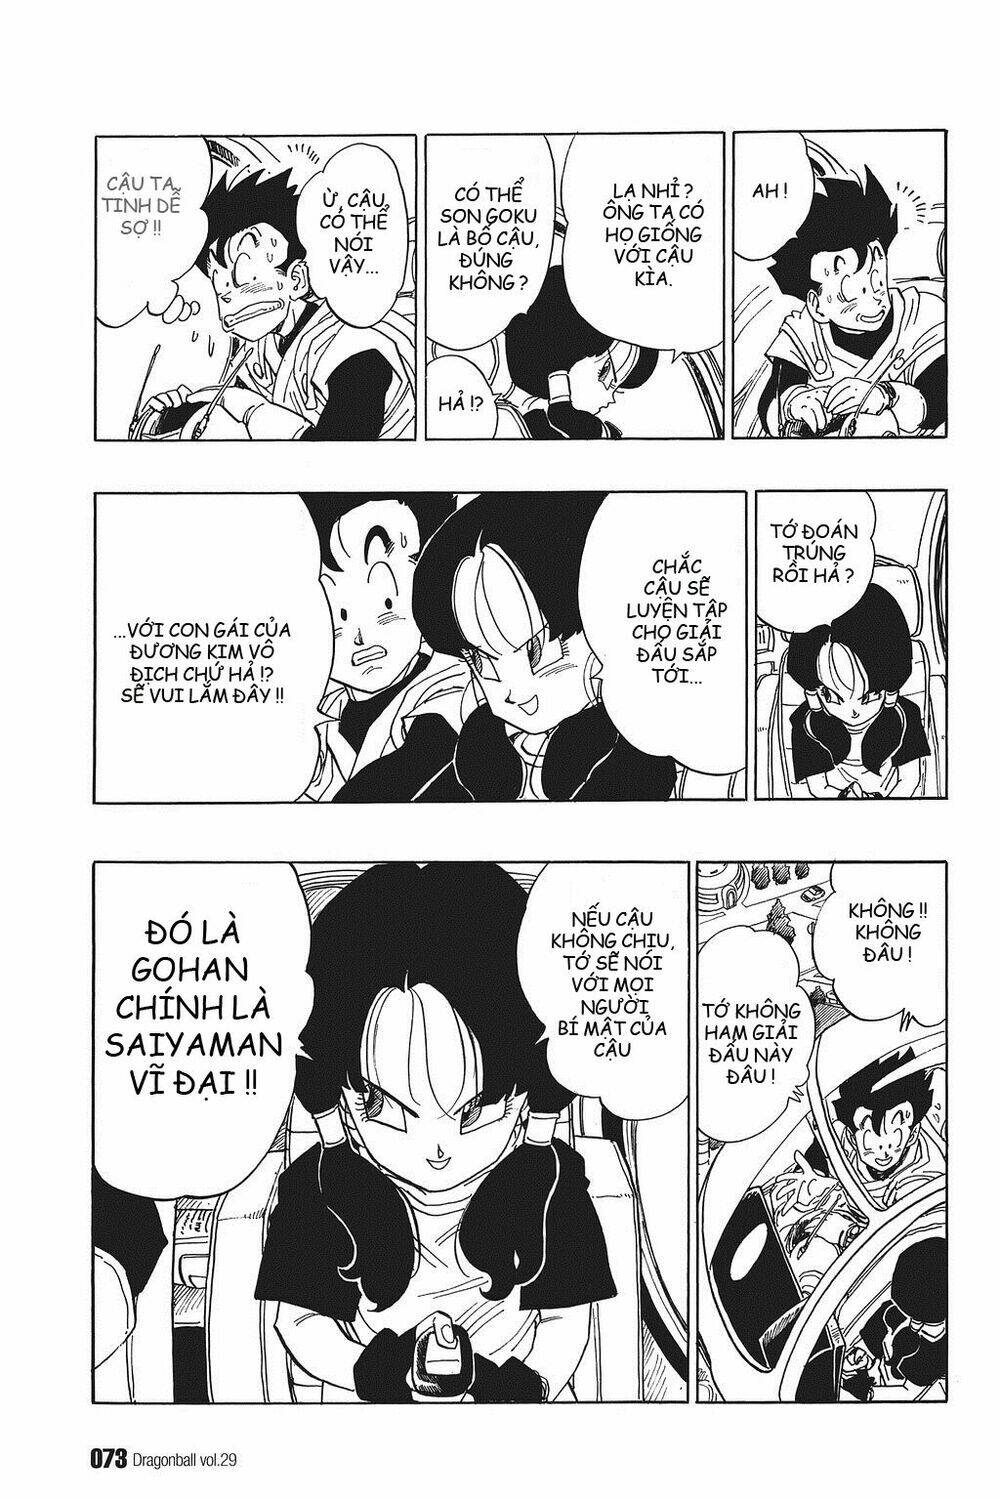 AH !
LẠ NHỈ ?
ÔNG TA CÓ
HỌ GIỐNG
VỚI CẬU
KÌA.
CÓ THỂ
SON GOKU
LÀ BỐ CẬU,
ĐÚNG
KHÔNG ?
HẢ !?
Ừ, CẬU
CÓ THỂ
NÓI
VẬY...
CẬU TA
TINH DỄ
SỢ !!
TỚ ĐOÁN
TRÚNG
RỒI HẢ ?
CHẮC
CẬU SẼ
LUYỆN TẬP
CHO GIẢI
ĐẤU SẮP
TỚI...
...VỚI CON GÁI CỦA
ĐƯƠNG KIM VÔ
ĐỊCH CHỨ HẢ !?
SẼ VUI LẮM ĐÂY !!
KHÔNG !!
KHÔNG
ĐÂU !
TỚ KHÔNG
HAM GIẢI
ĐẤU NÀY
ĐÂU !
NẾU CẬU
KHÔNG CHỊU,
TỚ SẼ NÓI
VỚI MỌI
NGƯỜI
BÍ MẬT CỦA
CẬU
ĐÓ LÀ
GOHAN
CHÍNH LÀ
SAIYAMAN
VĨ ĐẠI !!
073 Dragonball vol.29